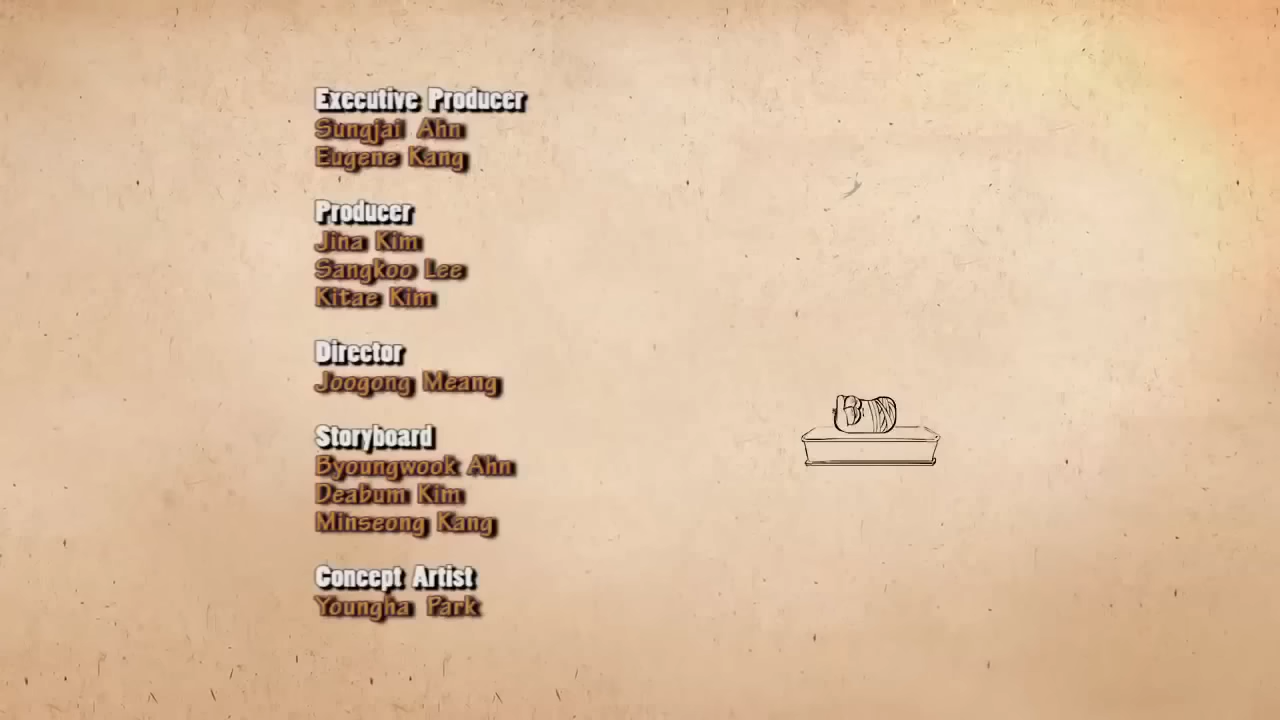 Executive Producer
Sungjai Ahn
Eugene Kang
Producer
Jina Kim
Sangkoo Lee
Kitae Kim
Director
Joogong Meang
Storyboard
Byoungwook Ahn
Deabum Kim
Minseong Kang
Concept Artist
Youngha Park